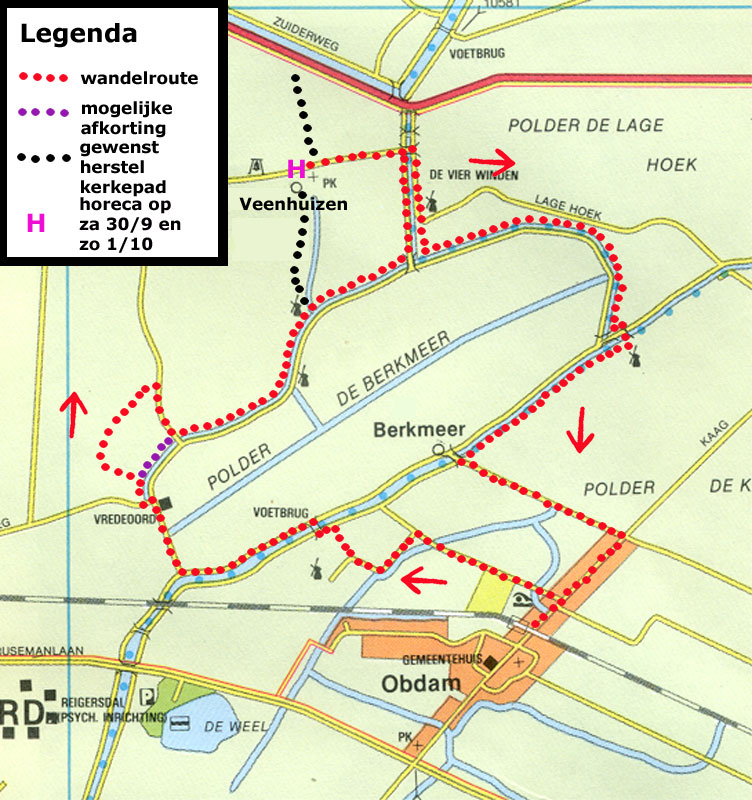 Legenda
wandelroute
mogelijke
afkorting
gewenst
herstel
kerkepad
H horeca op
za 30/9 en
zo 1/10
10581
ZUIDERWEG
VOETBRUG
POLDER DE LAGE
HOEK
H
PK
DE VIER WINDEN
Veenhuizen
LAGE HOEK
DE BERKMEER
POLDER
Berkmeer
KAAG
POLDER
DE K
VREDEOORD
VOETBRUG
RUSEMANLAAN
GEMEENTEHUIS
Obdam
REIGERSDAL
(PSYCH. INRICHTING)
P
RD
DE WEEL
PK